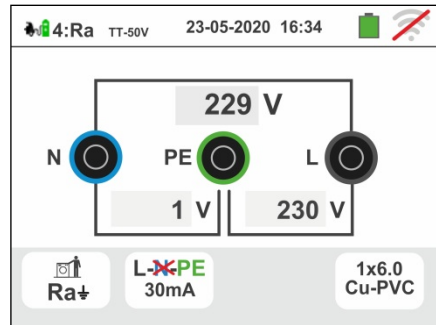 4:Ra TT-50V 23-05-2020 16:34
229 V
N PE L
1 V 230 V
Ra
L-N-PE
30mA
1x6.0
Cu-PVC